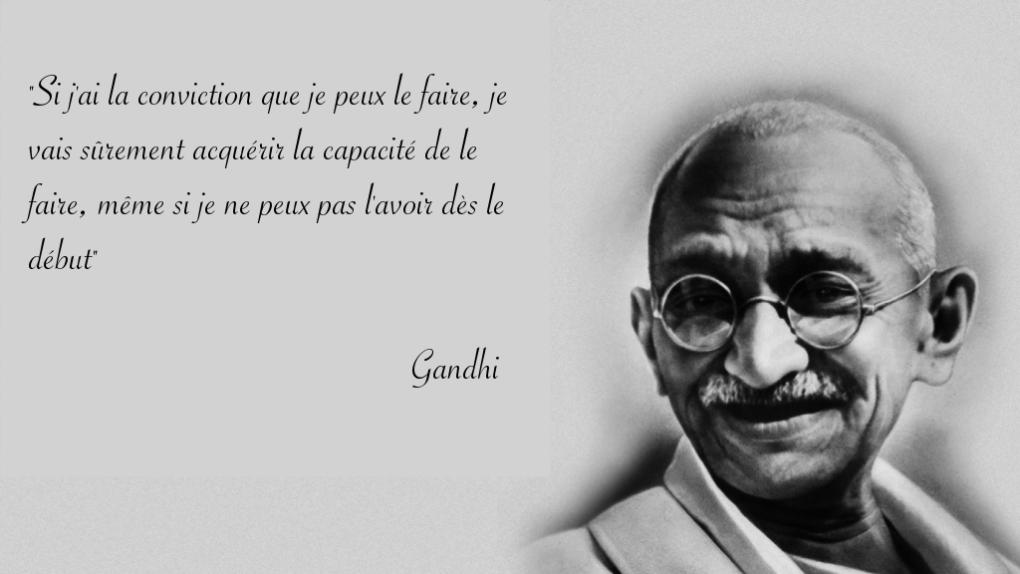 "Si j'ai la conviction que je peux le faire, je
vais sûrement acquérir la capacité de le
faire, même si je ne peux pas l'avoir dès le
début"
Gandhi